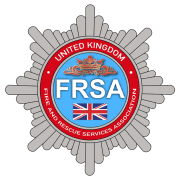 UNITED KINGDOM
FRSA
FIRE AND RESCUE SERVICES ASSOCIATION